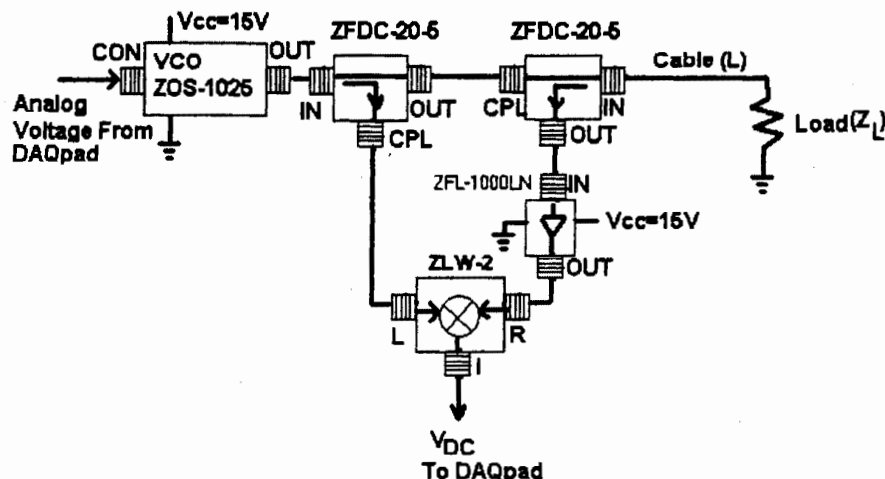 Vcc=15V
ZFDC-20-5
ZFDC-20-5
CON
VCO
ZOS-1025
OUT
IN
OUT
CPL
CPL
IN
OUT
Cable (L)
Load(ZL)
Analog
Voltage From
DAQpad
ZFL-1000LN
IN
Vcc=15V
OUT
ZLW-2
L
R
I
VDC
To DAQpad